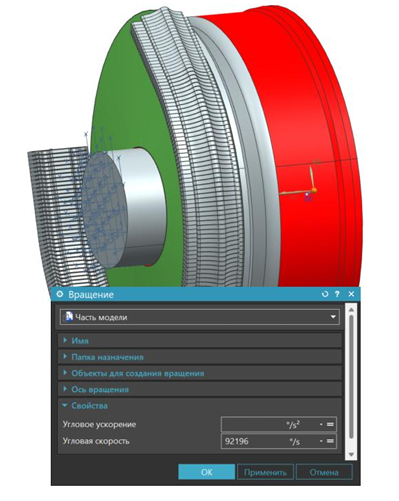 Вращение
Часть модели
Имя
Папка назначения
Объекты для создания вращения
Ось вращения
Свойства
Угловое ускорение °/s²
Угловая скорость 92196 °/s
ОК Применить Отмена